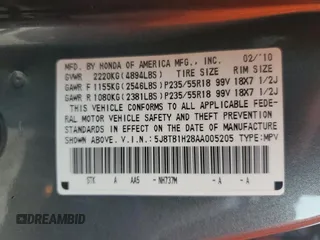 MFD. BY HONDA OF AMERICA MFG., INC. 02/'10
GVWR 2220KG(4894LBS) TIRE SIZE RIM SIZE
GAWR F 1155KG(2546LBS) P235/55R18 99V 18X7 1/2J
GAWR R 1080KG(2381LBS) P235/55R18 99V 18X7 1/2J
THIS VEHICLE CONFORMS TO ALL APPLICABLE FEDERAL MOTOR VEHICLE SAFETY AND THEFT
PREVENTION STANDARDS IN EFFECT ON THE DATE OF MANUFACTURE
SHOWN ABOVE. V.I.N.:5J8TB1H28AA005205 TYPE:MPV
STK A AA5 - NH737M - A - A
© DREAMBID